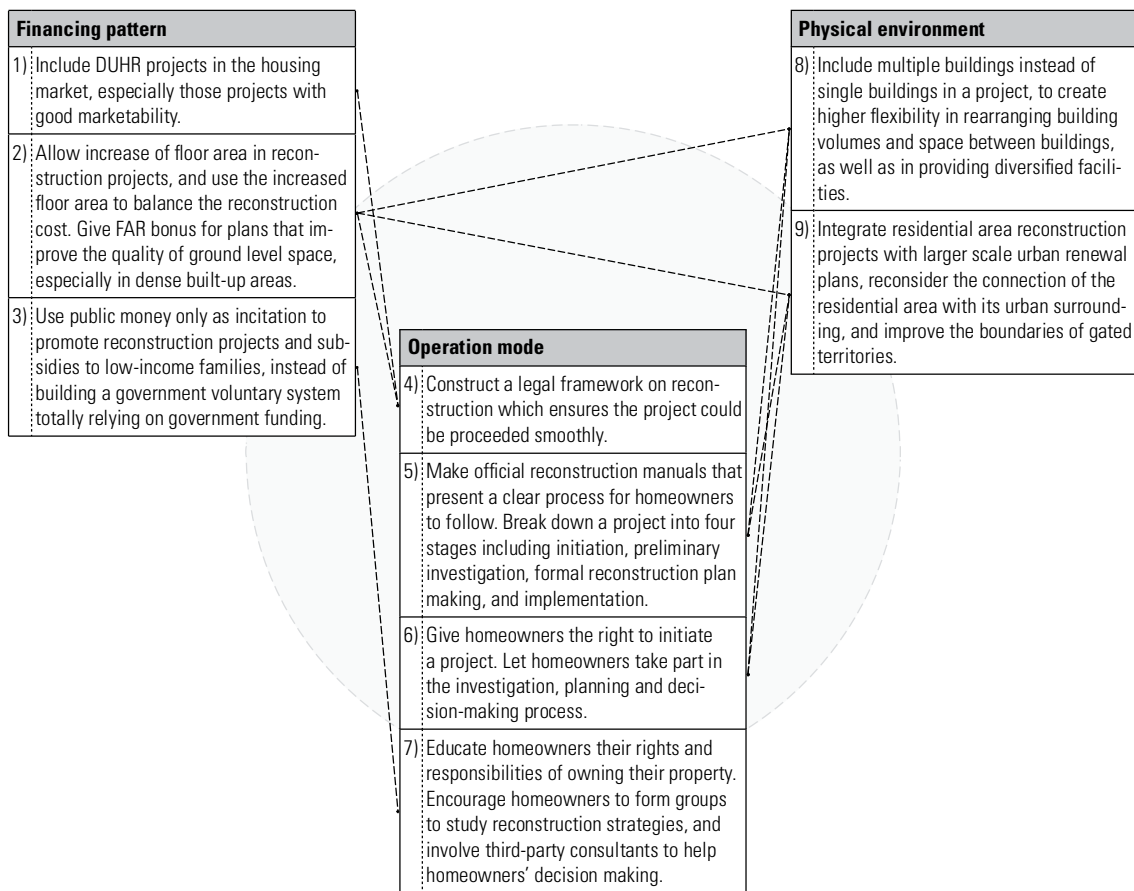 Financing pattern
1) Include DUHR projects in the housing
market, especially those projects with
good marketability.
2) Allow increase of floor area in recon-
struction projects, and use the increased
floor area to balance the reconstruction
cost. Give FAR bonus for plans that im-
prove the quality of ground level space,
especially in dense built-up areas.
3) Use public money only as incitation to
promote reconstruction projects and sub-
sidies to low-income families, instead of
building a government voluntary system
totally relying on government funding.
Operation mode
4) Construct a legal framework on recon-
struction which ensures the project could
be proceeded smoothly.
5) Make official reconstruction manuals that
present a clear process for homeowners
to follow. Break down a project into four
stages including initiation, preliminary
investigation, formal reconstruction plan
making, and implementation.
6) Give homeowners the right to initiate
a project. Let homeowners take part in
the investigation, planning and deci-
sion-making process.
7) Educate homeowners their rights and
responsibilities of owning their property.
Encourage homeowners to form groups
to study reconstruction strategies, and
involve third-party consultants to help
homeowners' decision making.
Physical environment
8) Include multiple buildings instead of
single buildings in a project, to create
higher flexibility in rearranging building
volumes and space between buildings,
as well as in providing diversified facili-
ties.
9) Integrate residential area reconstruction
projects with larger scale urban renewal
plans, reconsider the connection of the
residential area with its urban surround-
ing, and improve the boundaries of gated
territories.